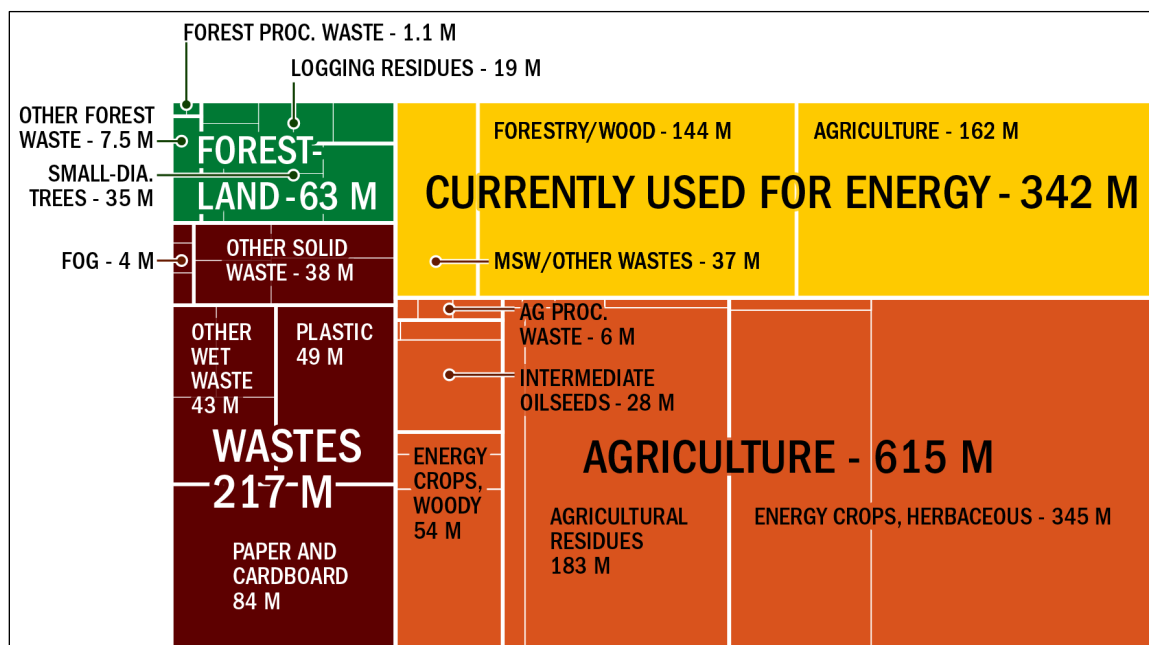 FOREST PROC. WASTE - 1.1 M
LOGGING RESIDUES - 19 M
OTHER FOREST
WASTE - 7.5 M
SMALL-DIA.
TREES - 35 M
FOREST-
LAND - 63 M
FORESTRY/WOOD - 144 M
AGRICULTURE - 162 M
CURRENTLY USED FOR ENERGY - 342 M
MSW/OTHER WASTES - 37 M
FOG - 4 M
OTHER SOLID
WASTE - 38 M
OTHER
WET
WASTE
43 M
PLASTIC
49 M
WASTES
217 M
PAPER AND
CARDBOARD
84 M
AG PROC.
WASTE - 6 M
INTERMEDIATE
OILSEEDS - 28 M
AGRICULTURE - 615 M
ENERGY
CROPS,
WOODY
54 M
AGRICULTURAL
RESIDUES
183 M
ENERGY CROPS, HERBACEOUS - 345 M